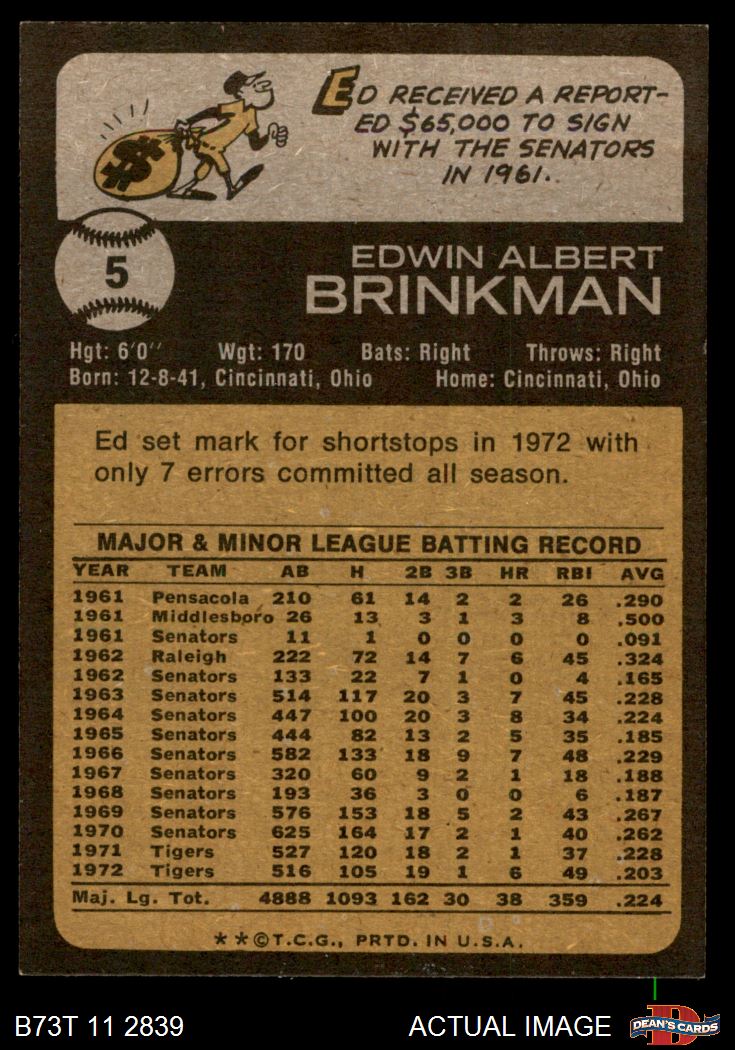 ED RECEIVED A REPORT-
ED $65,000 TO SIGN
WITH THE SENATORS
IN 1961.
$
5
EDWIN ALBERT
BRINKMAN
Hgt: 6'0'' Wgt: 170 Bats: Right Throws: Right
Born: 12-8-41, Cincinnati, Ohio Home: Cincinnati, Ohio
Ed set mark for shortstops in 1972 with
only 7 errors committed all season.
MAJOR & MINOR LEAGUE BATTING RECORD
YEAR TEAM AB H 2B 3B HR RBI AVG
1961 Pensacola 210 61 14 2 2 26 .290
1961 Middlesboro 26 13 3 1 3 8 .500
1961 Senators 11 1 0 0 0 0 .091
1962 Raleigh 222 72 14 7 6 45 .324
1962 Senators 133 22 7 1 0 4 .165
1963 Senators 514 117 20 3 7 45 .228
1964 Senators 447 100 20 3 8 34 .224
1965 Senators 444 82 13 2 5 35 .185
1966 Senators 582 133 18 9 7 48 .229
1967 Senators 320 60 9 2 1 18 .188
1968 Senators 193 36 3 0 0 6 .187
1969 Senators 576 153 18 5 2 43 .267
1970 Senators 625 164 17 2 1 40 .262
1971 Tigers 527 120 18 2 1 37 .228
1972 Tigers 516 105 19 1 6 49 .203
Maj. Lg. Tot. 4888 1093 162 30 38 359 .224
**©T.C.G., PRTD. IN U.S.A.
B73T 11 2839 ACTUAL IMAGE
D
DEAN'S CARDS